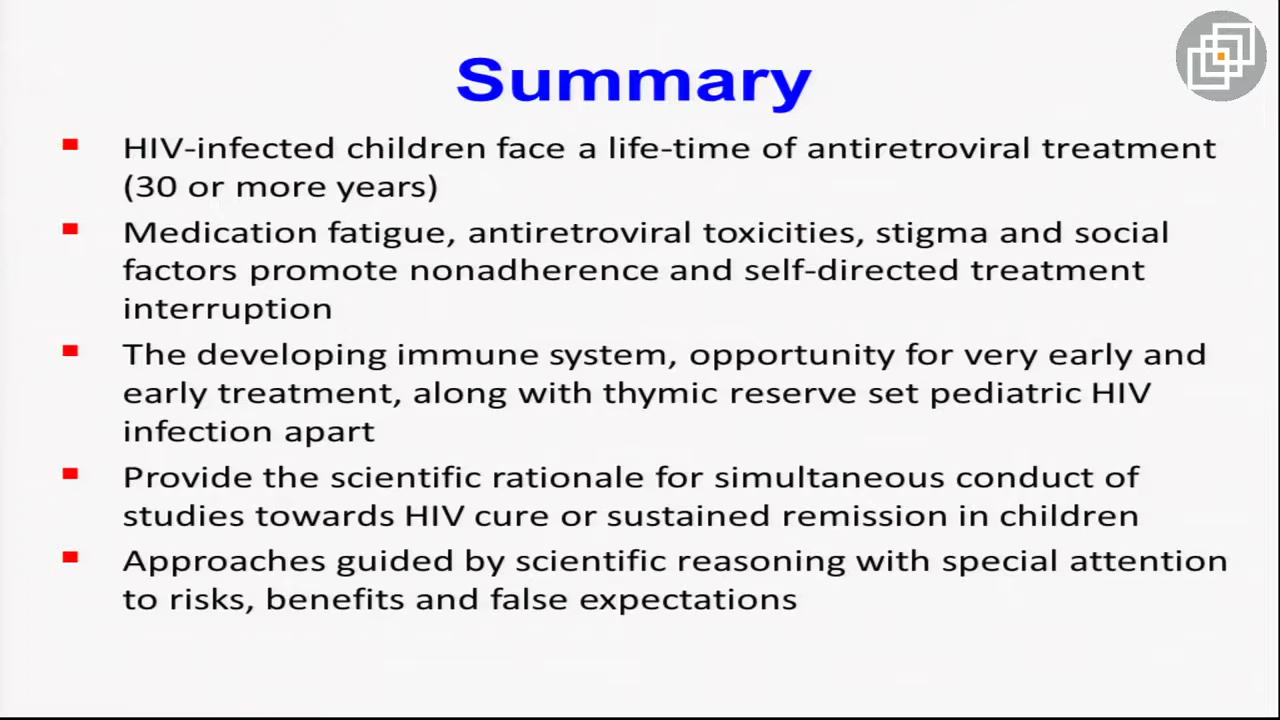 Summary
HIV-infected children face a life-time of antiretroviral treatment
(30 or more years)
Medication fatigue, antiretroviral toxicities, stigma and social
factors promote nonadherence and self-directed treatment
interruption
The developing immune system, opportunity for very early and
early treatment, along with thymic reserve set pediatric HIV
infection apart
Provide the scientific rationale for simultaneous conduct of
studies towards HIV cure or sustained remission in children
Approaches guided by scientific reasoning with special attention
to risks, benefits and false expectations